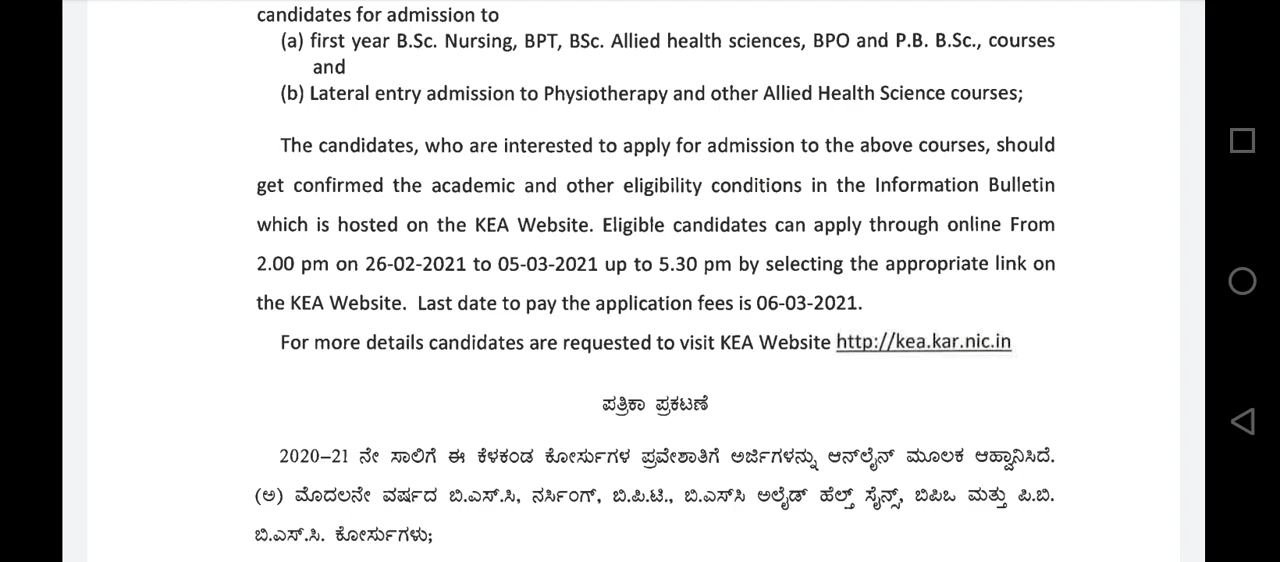 candidates for admission to
(a) first year B.Sc. Nursing, BPT, BSc. Allied health sciences, BPO and P.B. B.Sc., courses
and
(b) Lateral entry admission to Physiotherapy and other Allied Health Science courses;
The candidates, who are interested to apply for admission to the above courses, should
get confirmed the academic and other eligibility conditions in the Information Bulletin
which is hosted on the KEA Website. Eligible candidates can apply through online From
2.00 pm on 26-02-2021 to 05-03-2021 up to 5.30 pm by selecting the appropriate link on
the KEA Website. Last date to pay the application fees is 06-03-2021.
For more details candidates are requested to visit KEA Website http://kea.kar.nic.in
ಪತ್ರಿಕಾ ಪ್ರಕಟಣೆ
2020–21 ನೇ ಸಾಲಿಗೆ ಈ ಕೆಳಕಂಡ ಕೋರ್ಸುಗಳ ಪ್ರವೇಶಾತಿಗೆ ಅರ್ಜಿಗಳನ್ನು ಆನ್‌ಲೈನ್ ಮೂಲಕ ಆಹ್ವಾನಿಸಿದೆ.
(ಅ) ಮೊದಲನೇ ವರ್ಷದ ಬಿ.ಎಸ್.ಸಿ, ನರ್ಸಿಂಗ್, ಬಿ.ಪಿ.ಟಿ., ಬಿ.ಎಸ್‌ಸಿ ಅಲೈಡ್ ಹೆಲ್ತ್ ಸೈನ್ಸ್, ಬಿಪಿಒ ಮತ್ತು ಪಿ.ಬಿ.
ಬಿ.ಎಸ್.ಸಿ. ಕೋರ್ಸುಗಳು;